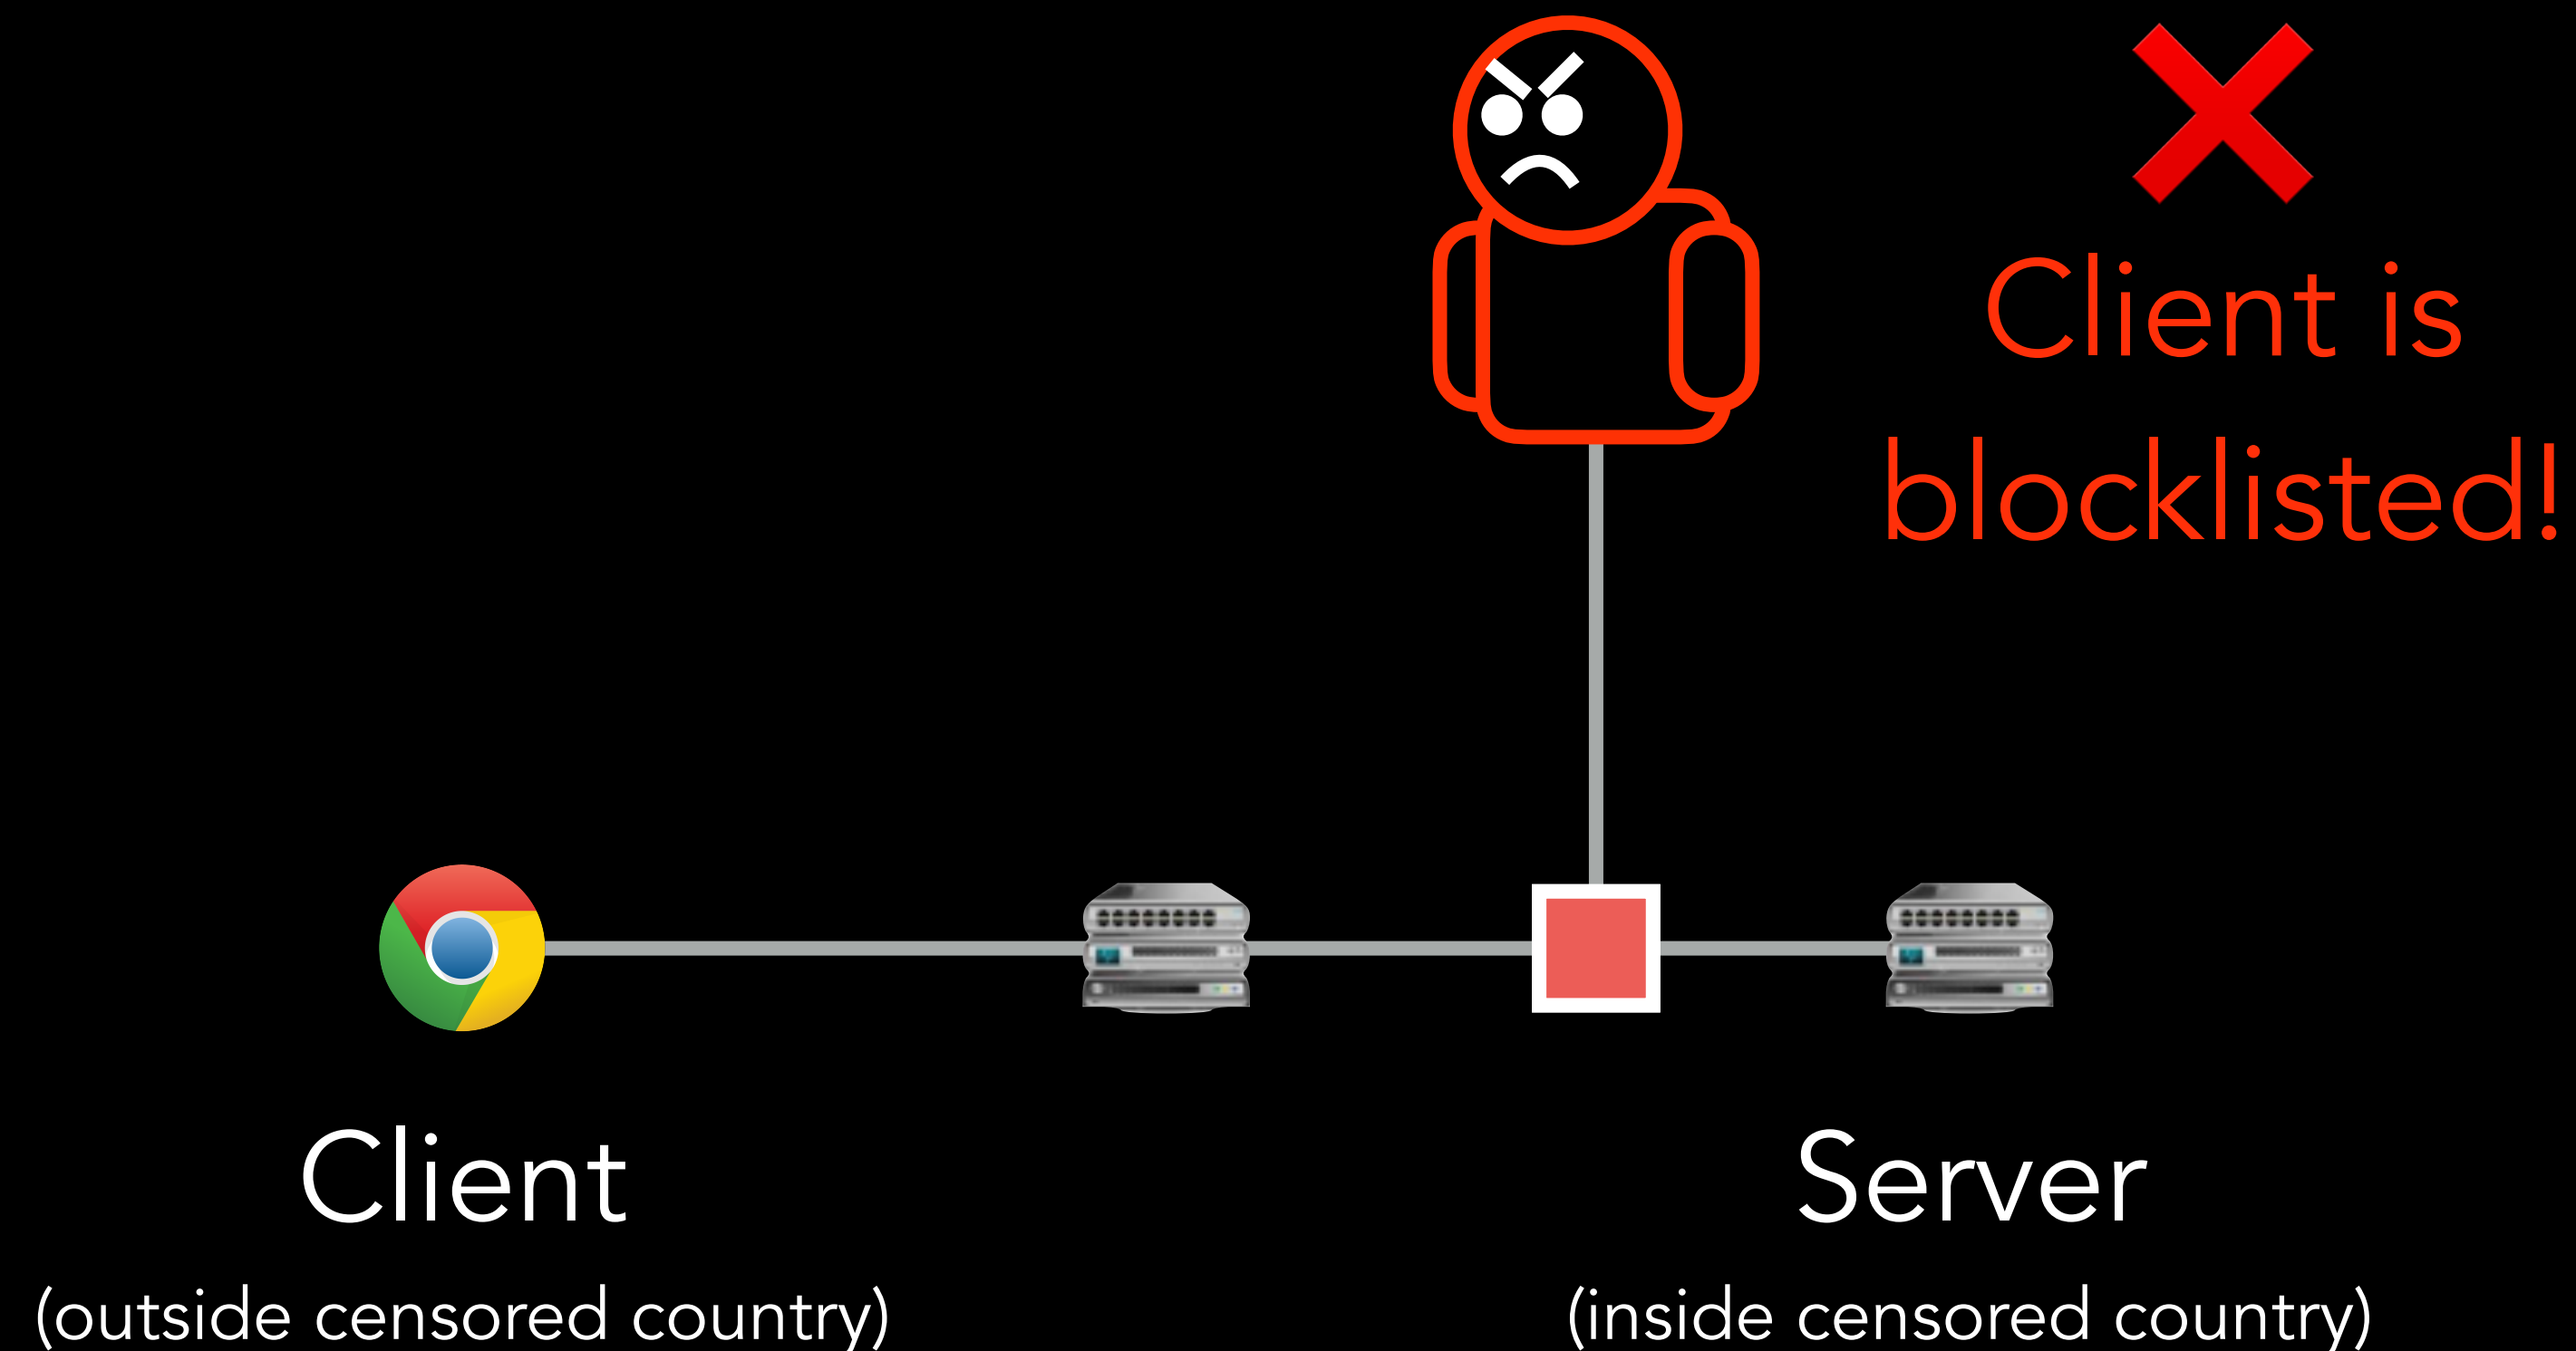 Client is
blocklisted!
Client
(outside censored country)
Server
(inside censored country)